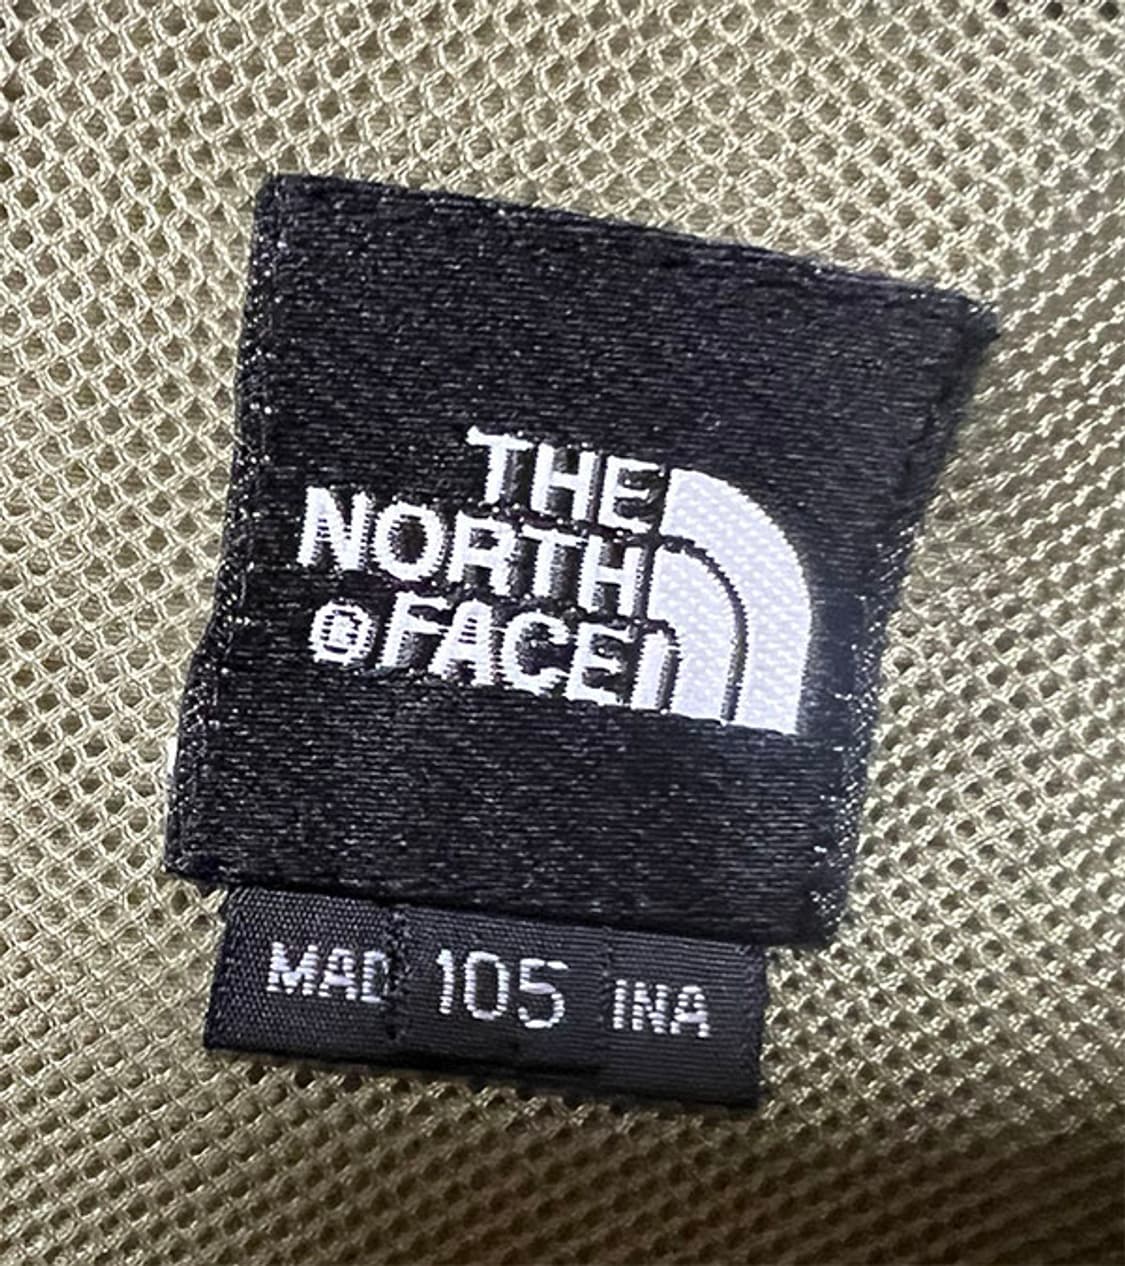 THE
NORTH
®FACE
MAD 105 INA